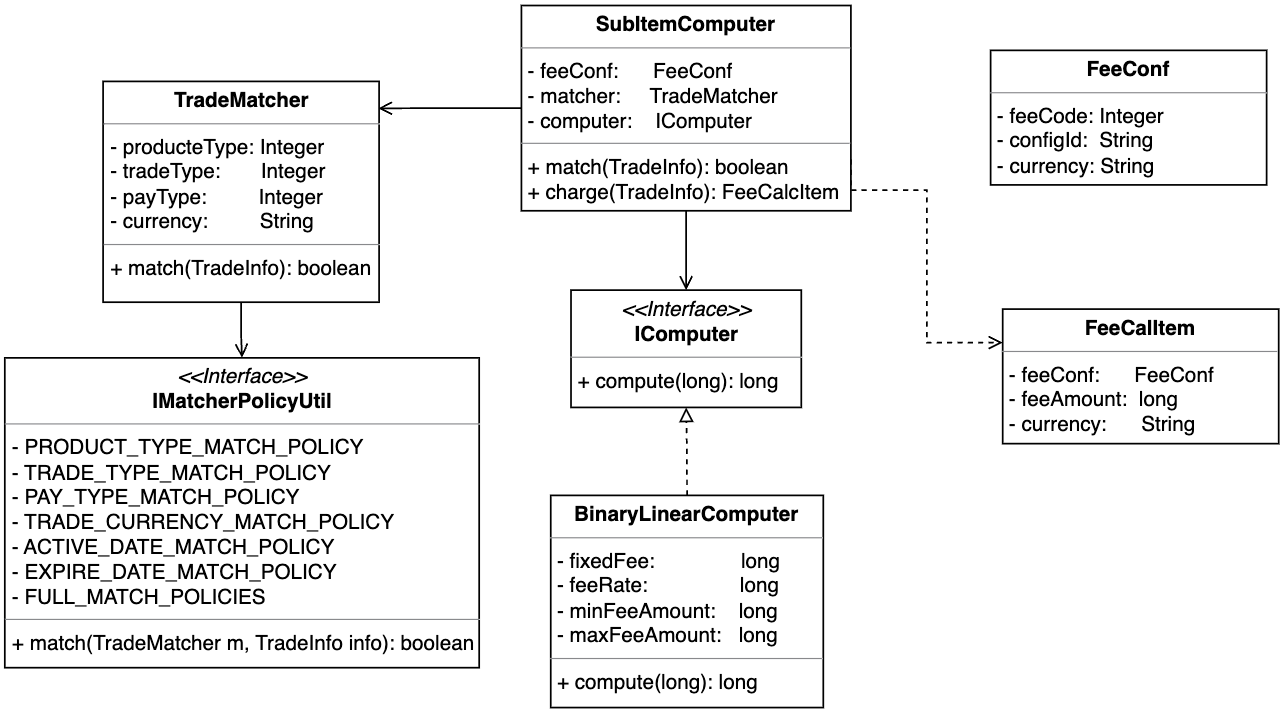 SubItemComputer
- feeConf: FeeConf
- matcher: TradeMatcher
- computer: IComputer
+ match(TradeInfo): boolean
+ charge(TradeInfo): FeeCalcItem
FeeConf
- feeCode: Integer
- configId: String
- currency: String
TradeMatcher
- producteType: Integer
- tradeType: Integer
- payType: Integer
- currency: String
+ match(TradeInfo): boolean
<<Interface>>
IComputer
+ compute(long): long
FeeCalItem
- feeConf: FeeConf
- feeAmount: long
- currency: String
<<Interface>>
IMatcherPolicyUtil
- PRODUCT_TYPE_MATCH_POLICY
- TRADE_TYPE_MATCH_POLICY
- PAY_TYPE_MATCH_POLICY
- TRADE_CURRENCY_MATCH_POLICY
- ACTIVE_DATE_MATCH_POLICY
- EXPIRE_DATE_MATCH_POLICY
- FULL_MATCH_POLICIES
+ match(TradeMatcher m, TradeInfo info): boolean
BinaryLinearComputer
- fixedFee: long
- feeRate: long
- minFeeAmount: long
- maxFeeAmount: long
+ compute(long): long